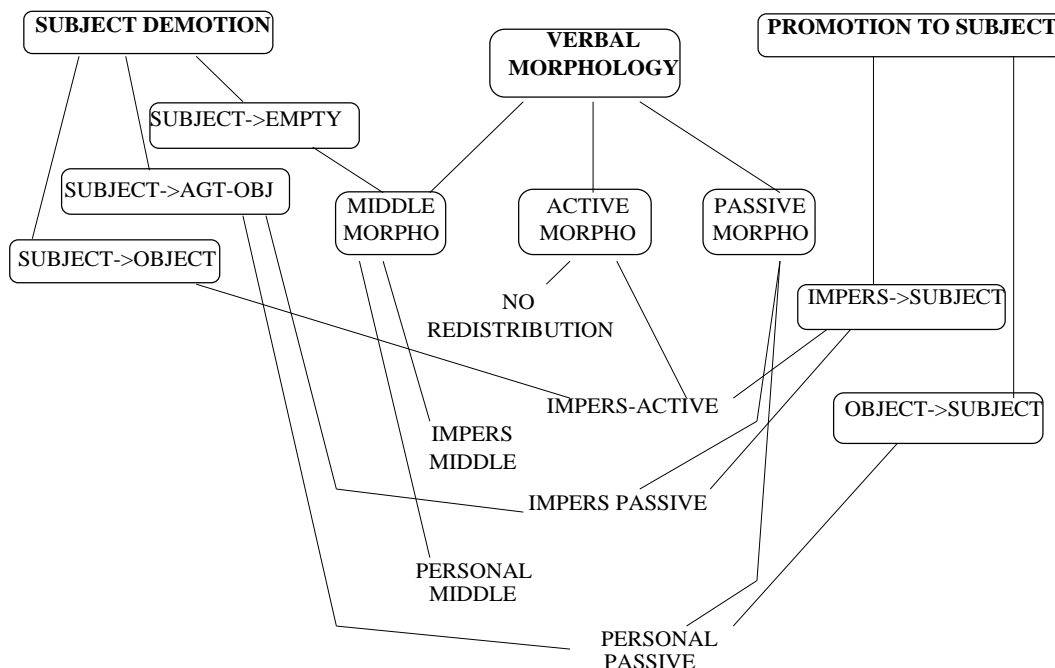 SUBJECT DEMOTION
VERBAL
MORPHOLOGY
PROMOTION TO SUBJECT
SUBJECT->EMPTY
SUBJECT->AGT-OBJ
SUBJECT->OBJECT
MIDDLE
MORPHO
ACTIVE
MORPHO
PASSIVE
MORPHO
NO
REDISTRIBUTION
IMPERS->SUBJECT
IMPERS-ACTIVE
OBJECT->SUBJECT
IMPERS
MIDDLE
IMPERS PASSIVE
PERSONAL
MIDDLE
PERSONAL
PASSIVE